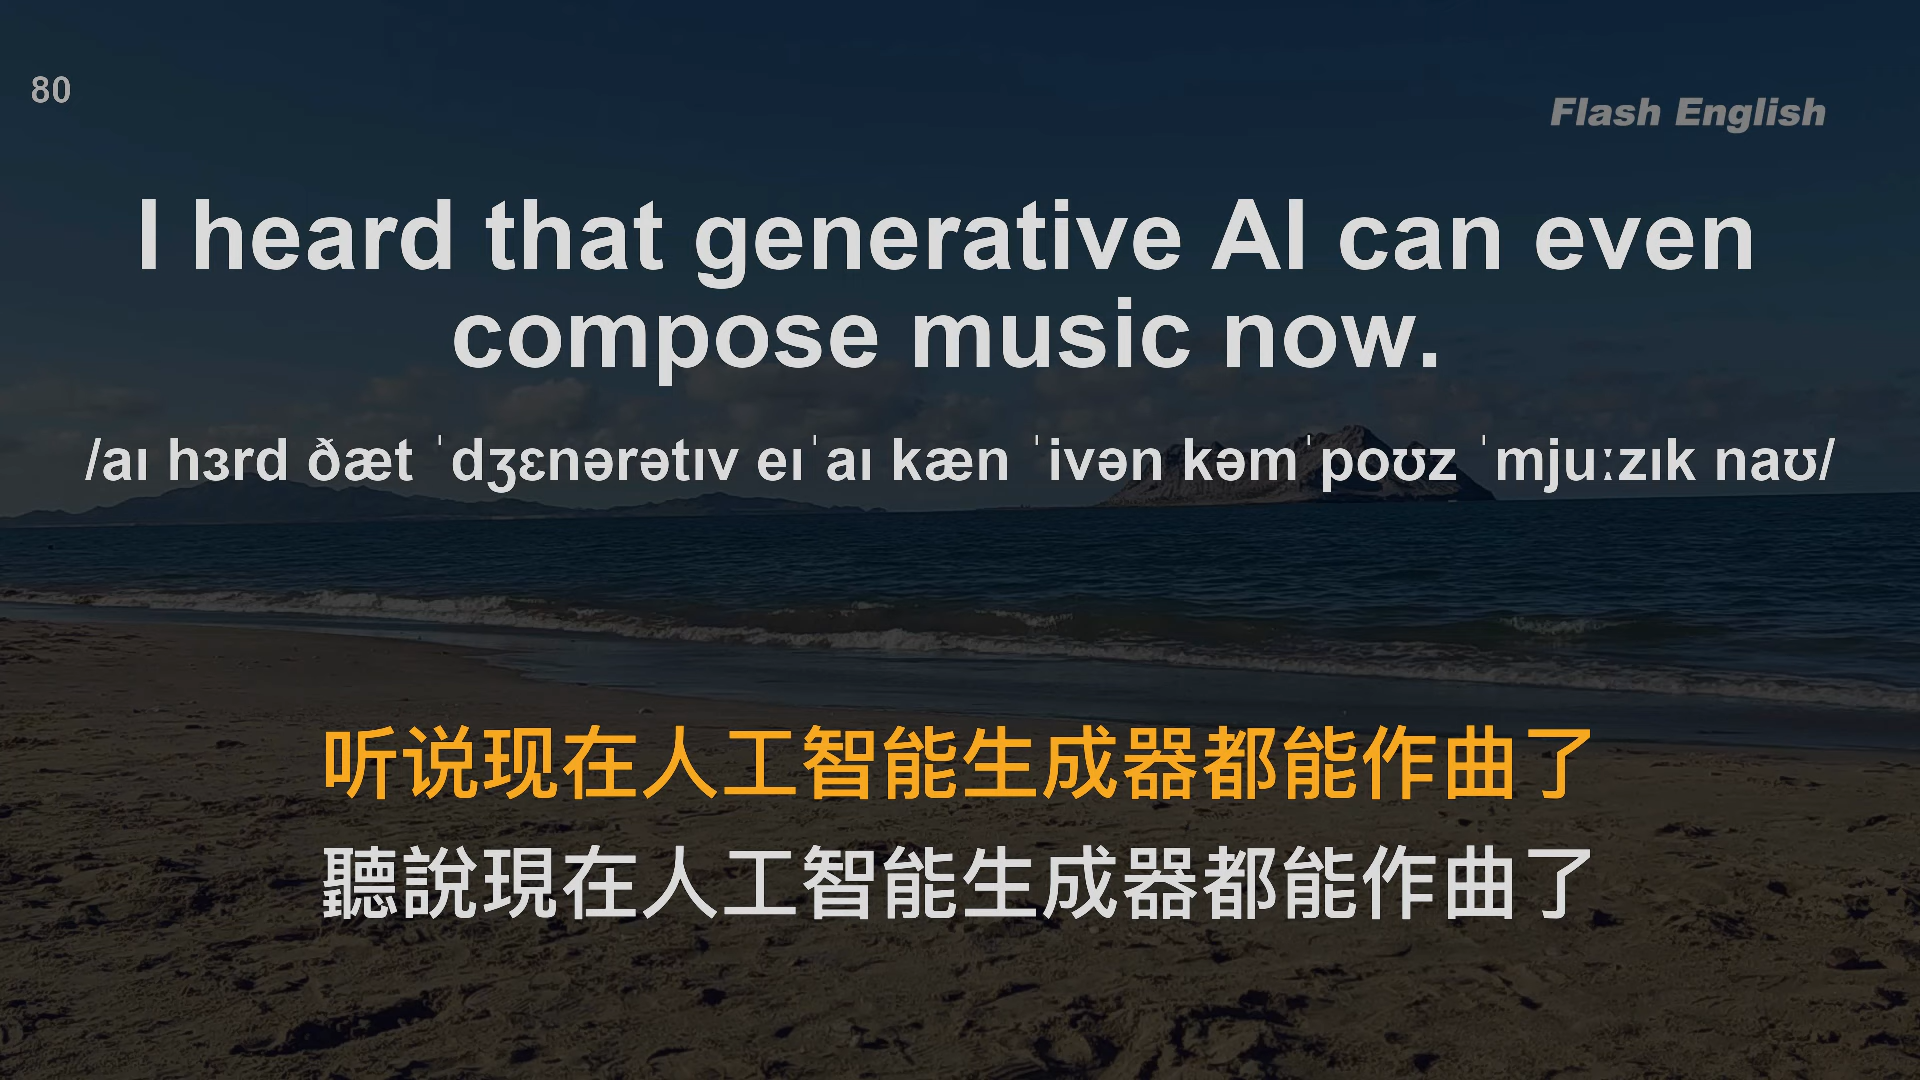 80
Flash English
I heard that generative AI can even
compose music now.
/aɪ hɜrd ðæt ˈdʒɛnərətɪv eɪˈaɪ kæn ˈivən kəmˈpoʊz ˈmjuːzɪk naʊ/
听说现在人工智能生成器都能作曲了
聽說現在人工智能生成器都能作曲了